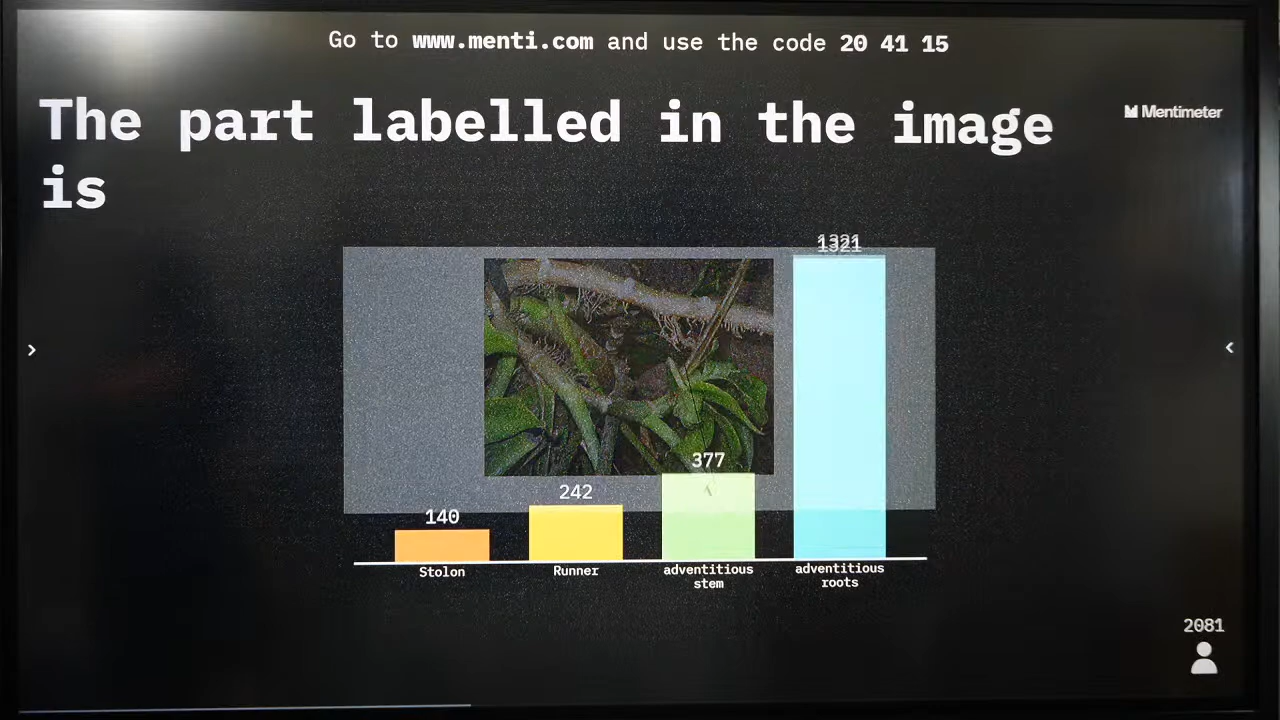 Go to www.menti.com and use the code 20 41 15
The part labelled in the image
is
Mentimeter
1321
377
242
140
Stolon
Runner
adventitious
stem
adventitious
roots
2081